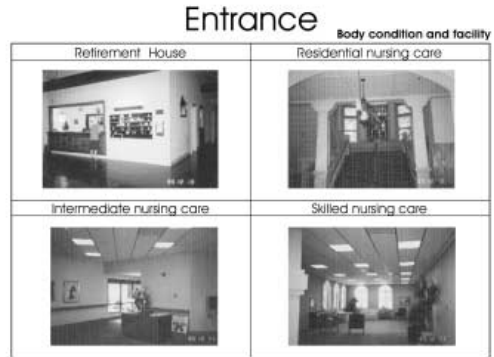 Entrance
Body condition and facility
Retirement House
Residential nursing care
Intermediate nursing care
Skilled nursing care